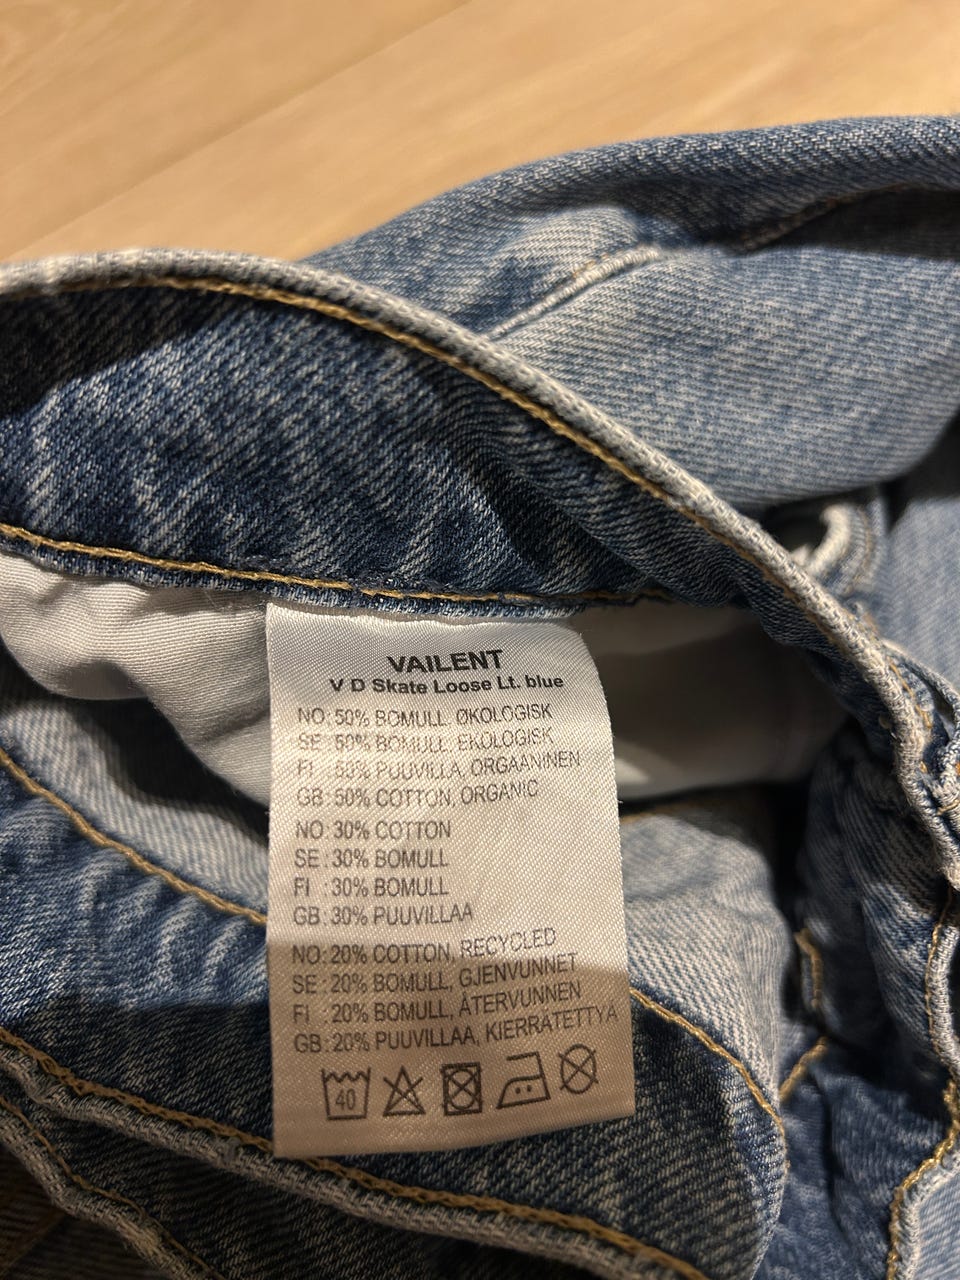 VAILENT
V D Skate Loose Lt. blue
NO: 50% BOMULL, ØKOLOGISK
SE : 50% BOMULL, EKOLOGISK
FI : 50% PUUVILLA, ORGAANINEN
GB: 50% COTTON, ORGANIC
NO: 30% COTTON
SE : 30% BOMULL
FI : 30% BOMULL
GB: 30% PUUVILLAA
NO: 20% COTTON, RECYCLED
SE : 20% BOMULL, GJENVUNNET
FI : 20% BOMULL, ÅTERVUNNEN
GB: 20% PUUVILLAA, KIERRÄTETTYÄ
40